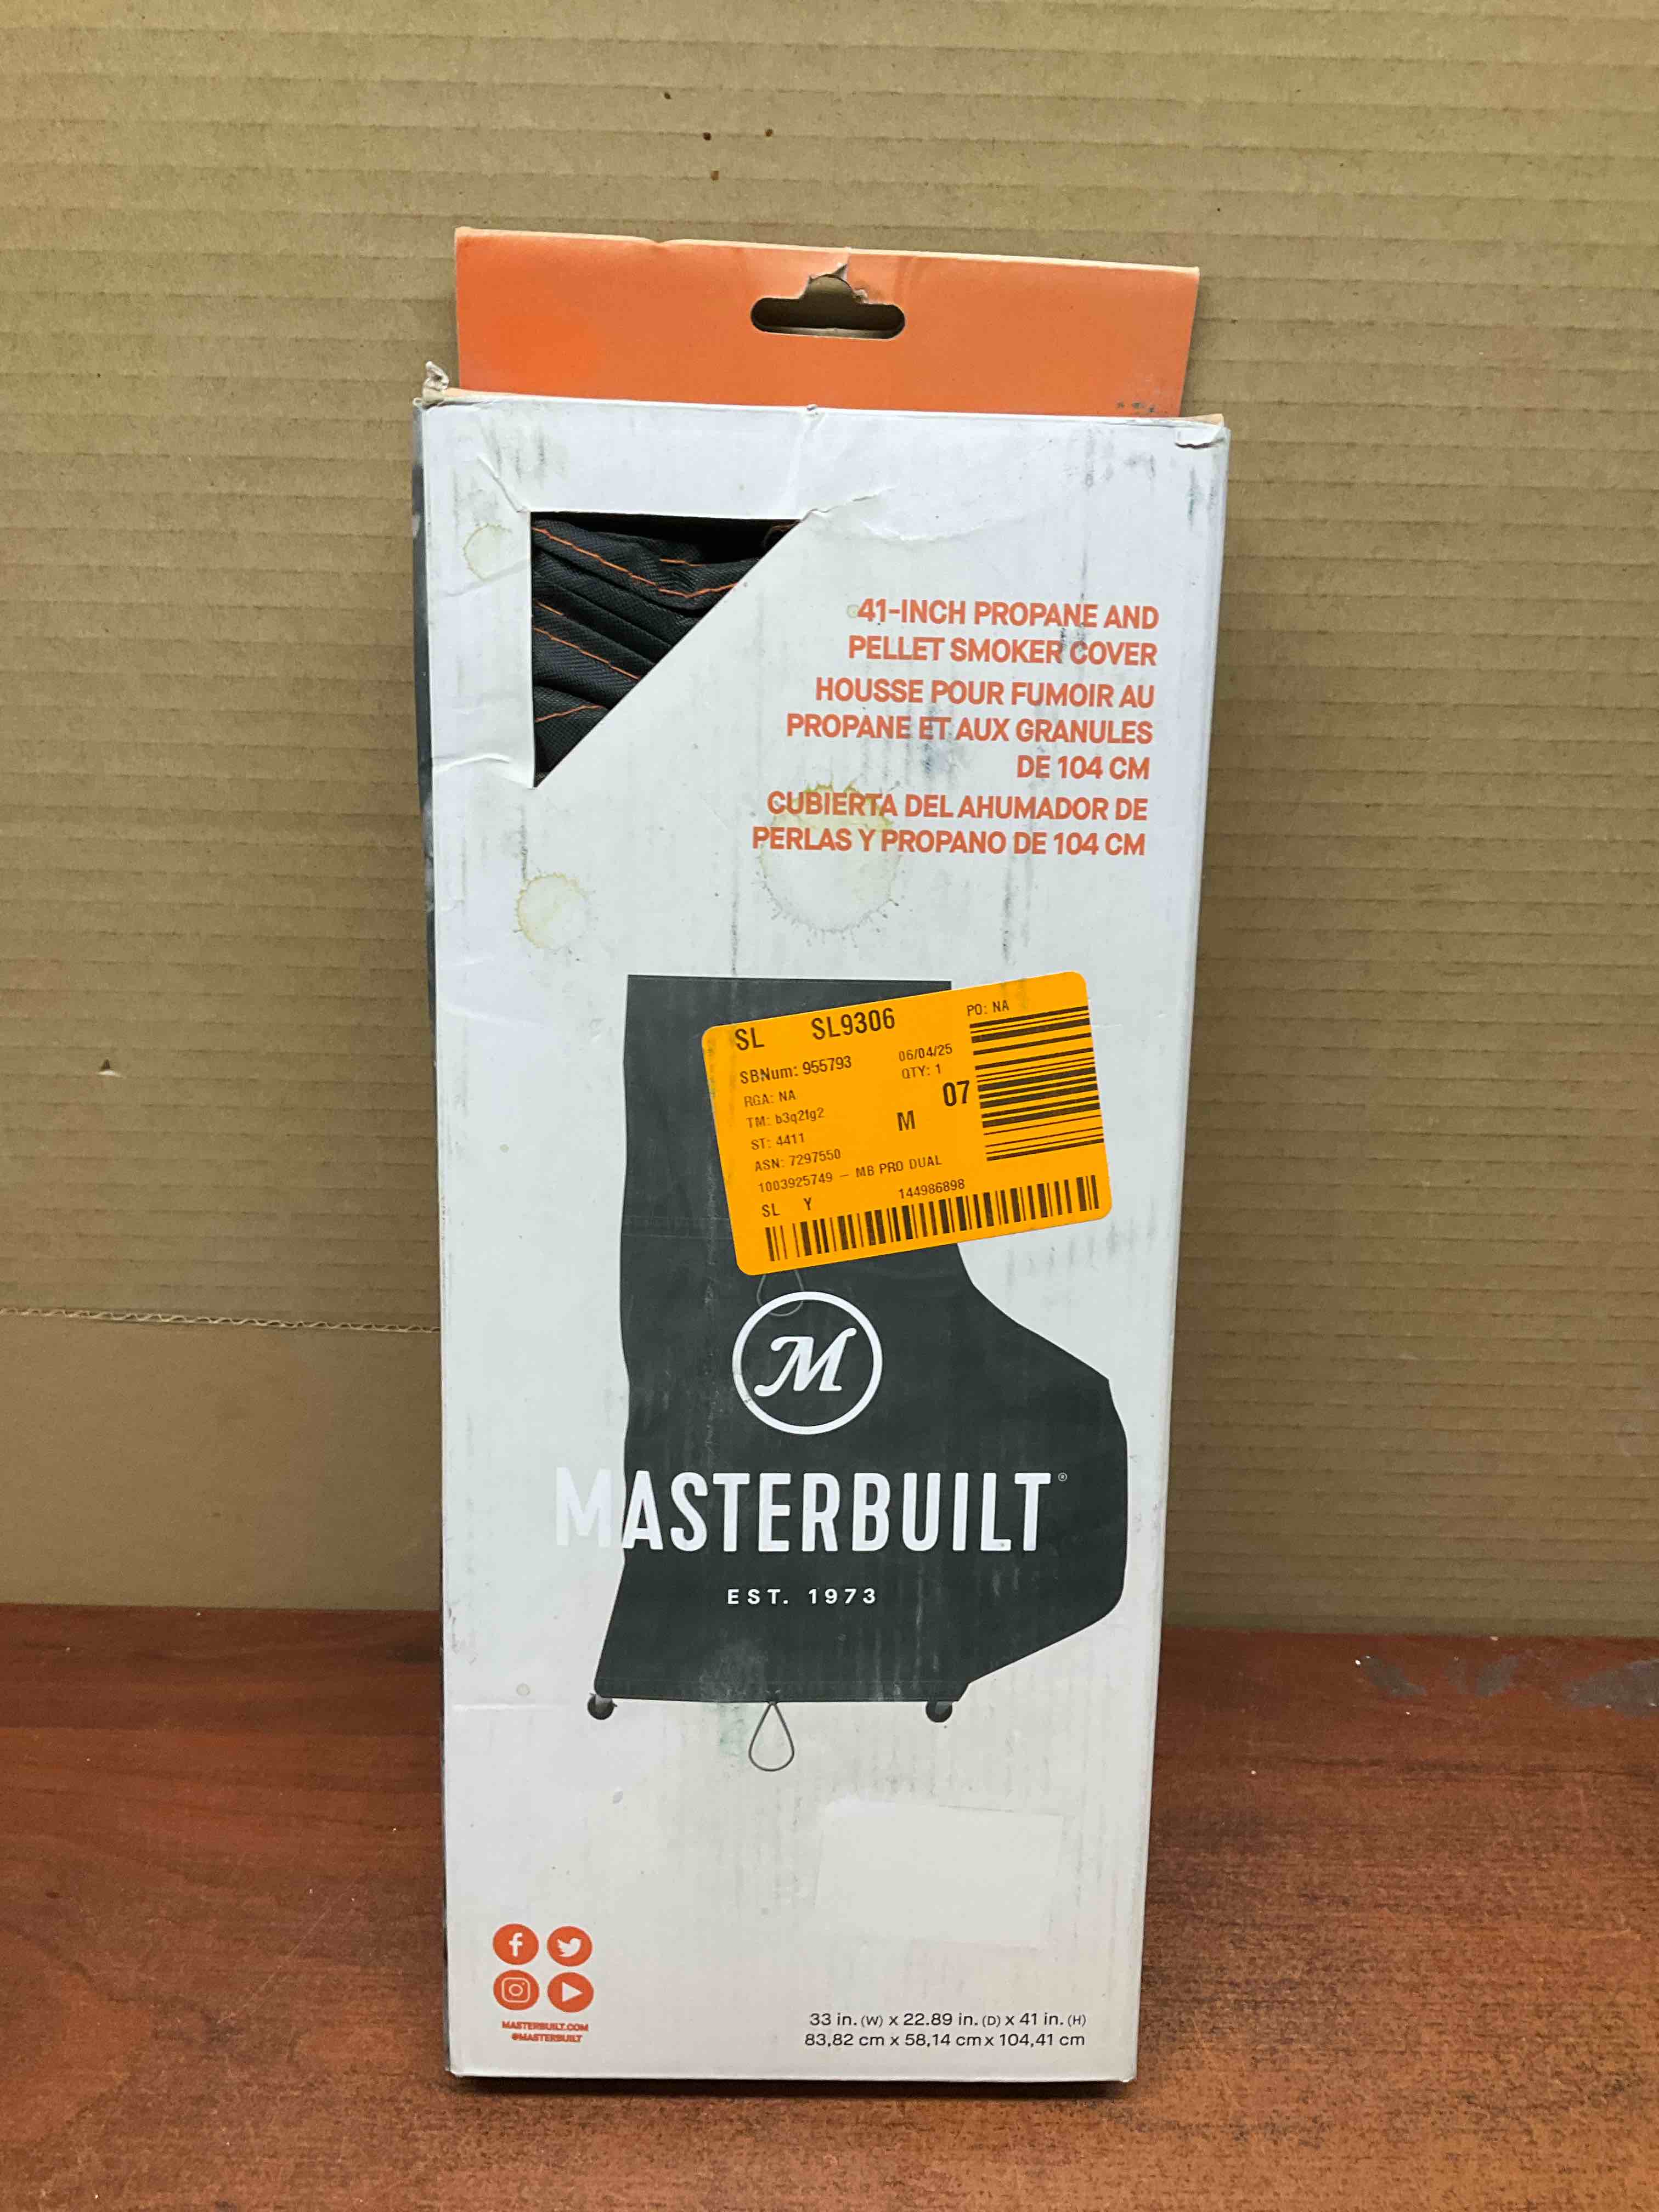 41-INCH PROPANE AND
PELLET SMOKER COVER
HOUSSE POUR FUMOIR AU
PROPANE ET AUX GRANULES
DE 104 CM
CUBIERTA DEL AHUMADOR DE
PERLAS Y PROPANO DE 104 CM
SL SL9306 PO: NA
SBNum: 955793 06/04/25
RGA: NA QTY: 1
TM: b3q2fg2 M 07
ST: 4411
ASN: 7297550
1003925749 — MB PRO DUAL
SL Y 144986898
M
MASTERBUILT®
EST. 1973
MASTERBUILT.COM
@MASTERBUILT
33 in. (W) x 22.89 in. (D) x 41 in. (H)
83,82 cm x 58,14 cm x 104,41 cm